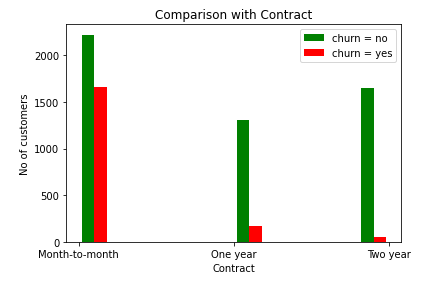 Comparison with Contract
churn = no
churn = yes
No of customers
2000
1500
1000
500
0
Month-to-month
One year
Two year
Contract